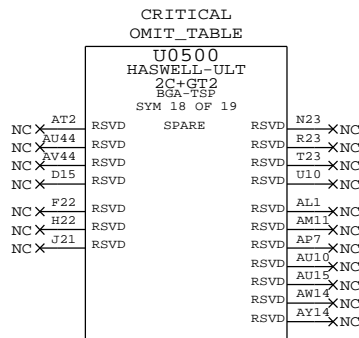 CRITICAL
OMIT_TABLE
U0500
HASWELL-ULT
2C+GT2
BGA-TSP
SYM 18 OF 19
NC AT2 RSVD SPARE RSVD N23 NC
NC AU44 RSVD RSVD R23 NC
NC AV44 RSVD RSVD T23 NC
NC D15 RSVD RSVD U10 NC
NC F22 RSVD RSVD AL1 NC
NC H22 RSVD RSVD AM11 NC
NC J21 RSVD RSVD AP7 NC
RSVD AU10 NC
RSVD AU15 NC
RSVD AW14 NC
RSVD AY14 NC